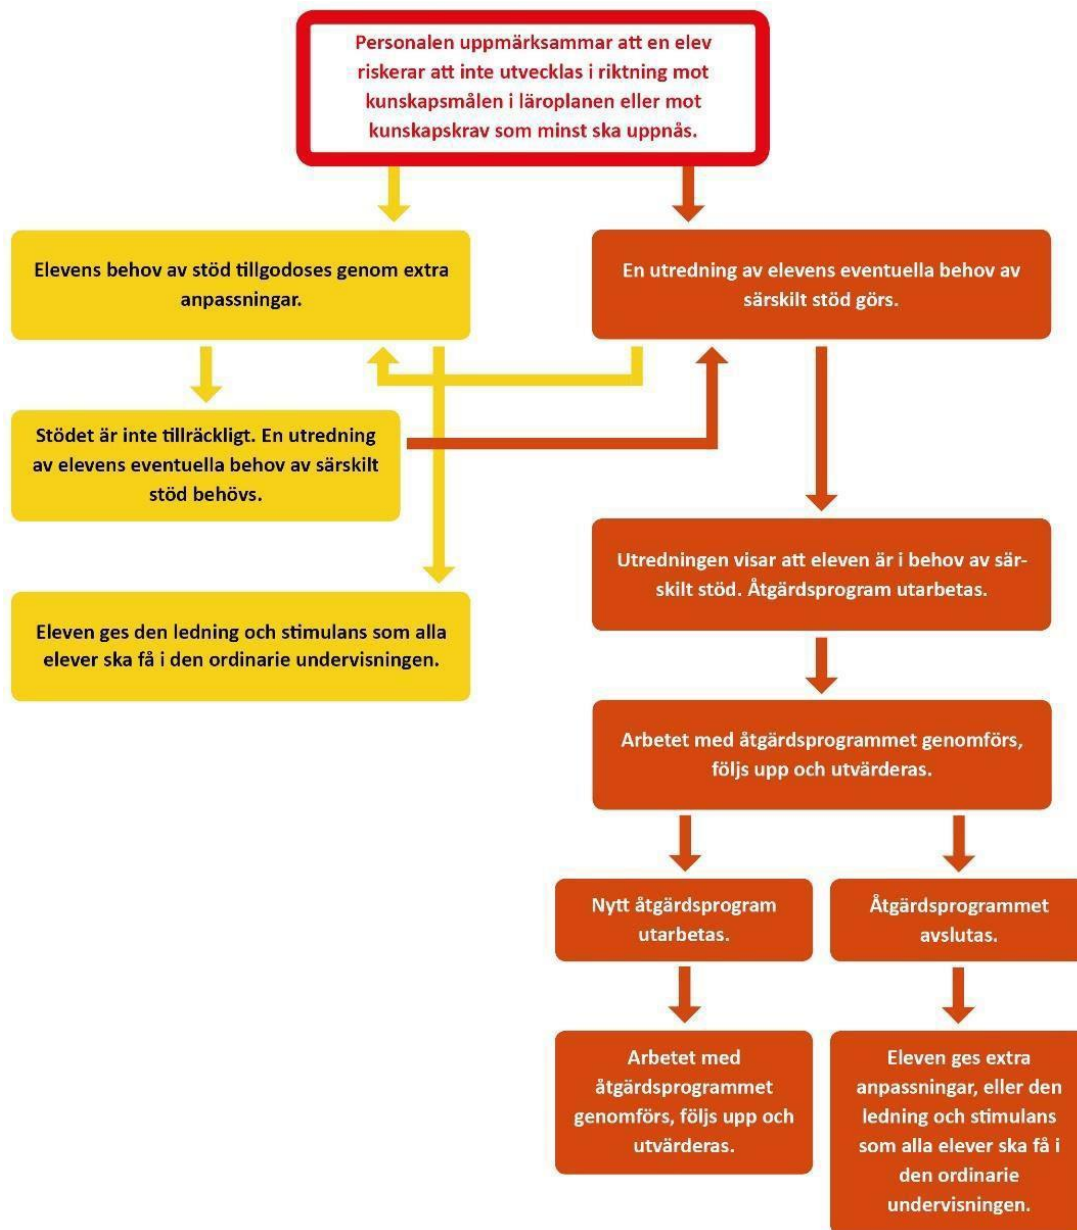 Personalen uppmärksammar att en elev
riskerar att inte utvecklas i riktning mot
kunskapsmålen i läroplanen eller mot
kunskapskrav som minst ska uppnås.
Elevens behov av stöd tillgodoses genom extra
anpassningar.
En utredning av elevens eventuella behov av
särskilt stöd görs.
Stödet är inte tillräckligt. En utredning
av elevens eventuella behov av särskilt
stöd behövs.
Utredningen visar att eleven är i behov av sär-
skilt stöd. Åtgärdsprogram utarbetas.
Eleven ges den ledning och stimulans som alla
elever ska få i den ordinarie undervisningen.
Arbetet med åtgärdsprogrammet genomförs,
följs upp och utvärderas.
Nytt åtgärdsprogram
utarbetas.
Åtgärdsprogrammet
avslutas.
Arbetet med
åtgärdsprogrammet
genomförs, följs upp och
utvärderas.
Eleven ges extra
anpassningar, eller den
ledning och stimulans
som alla elever ska få i
den ordinarie
undervisningen.